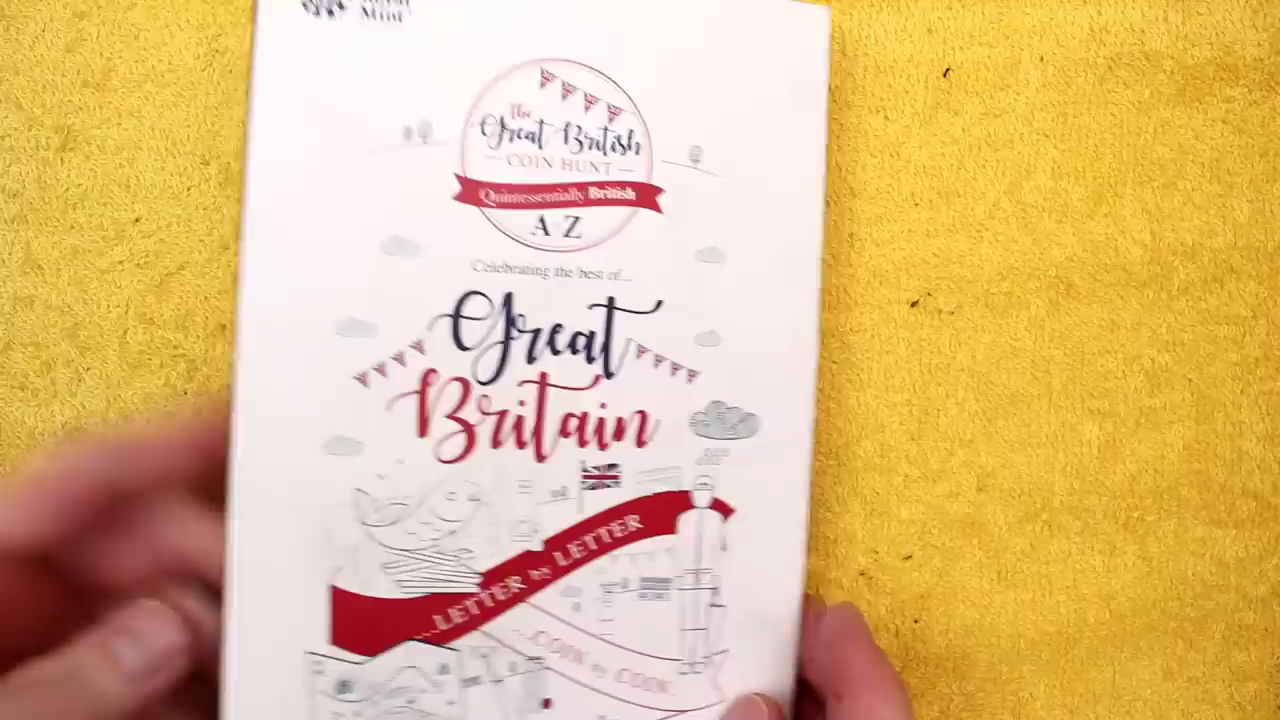 Mint
The
Great British
COIN HUNT
Quintessentially British
A Z
Celebrating the best of...
Great
Britain
...LETTER by LETTER
...COIN by COIN